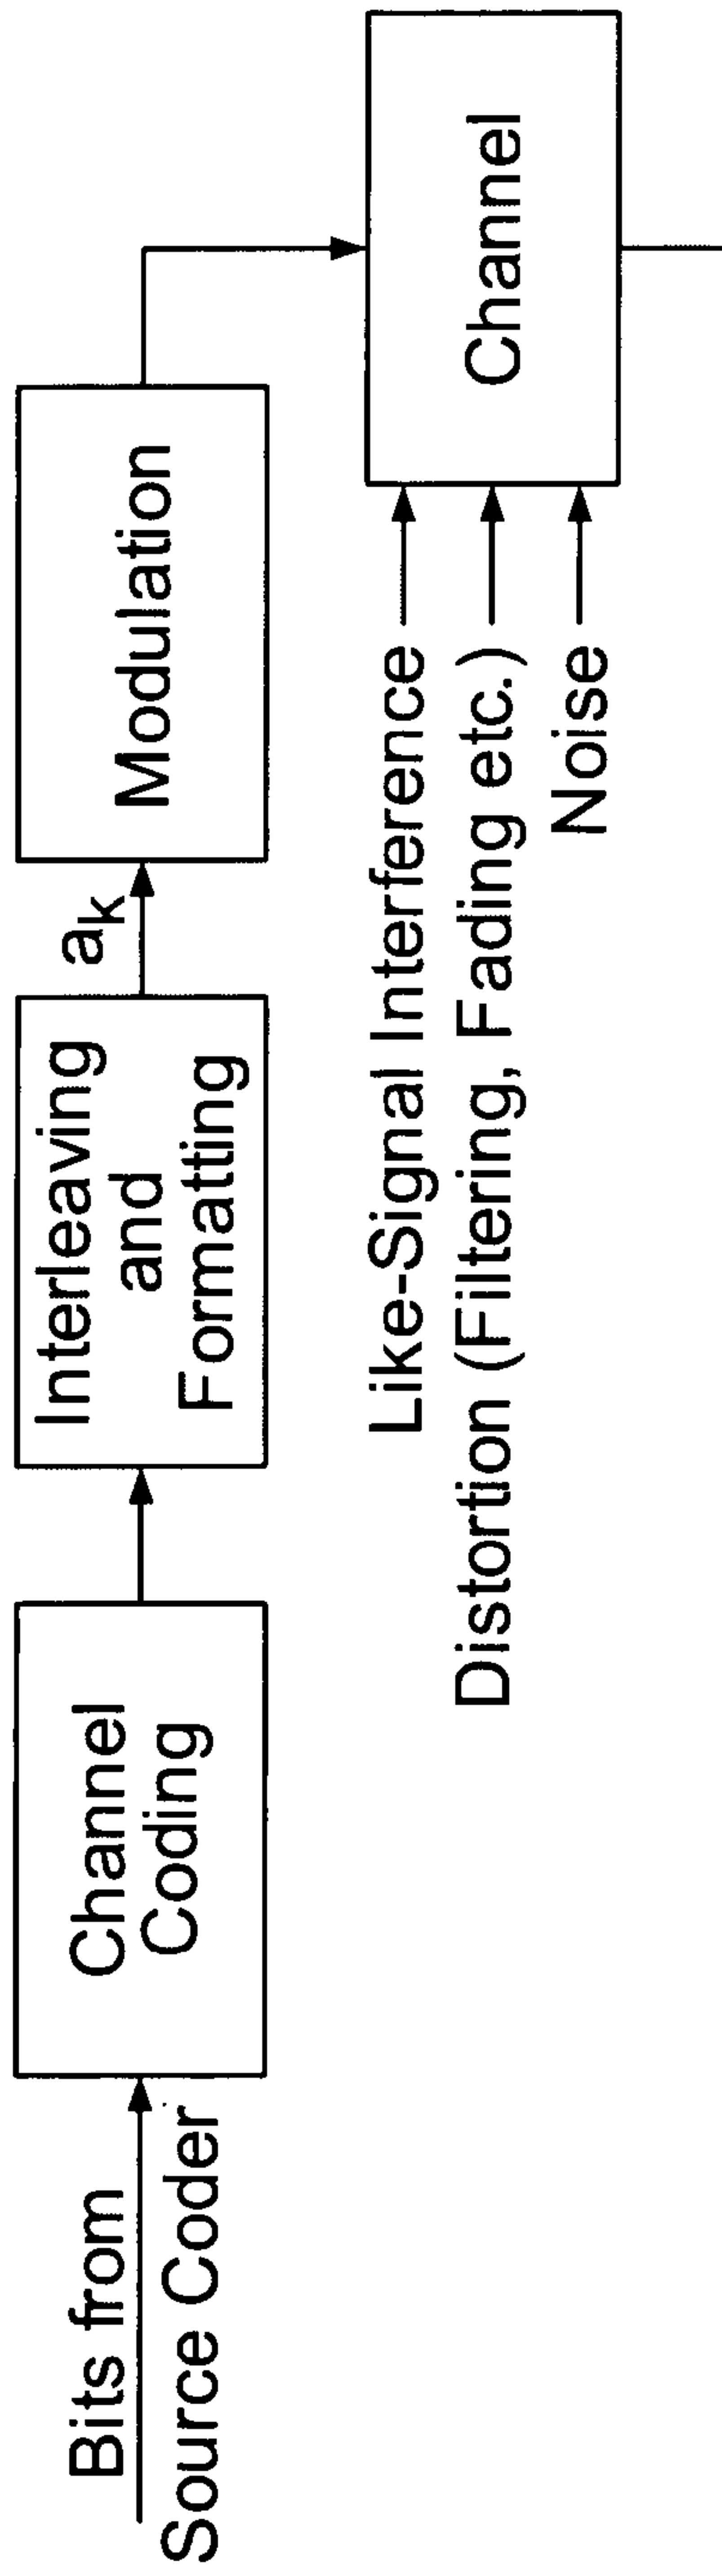 Bits from
Source Coder
Channel
Coding
Interleaving
and
Formatting
a_k
Modulation
Like-Signal Interference
Distortion (Filtering, Fading etc.)
Noise
Channel